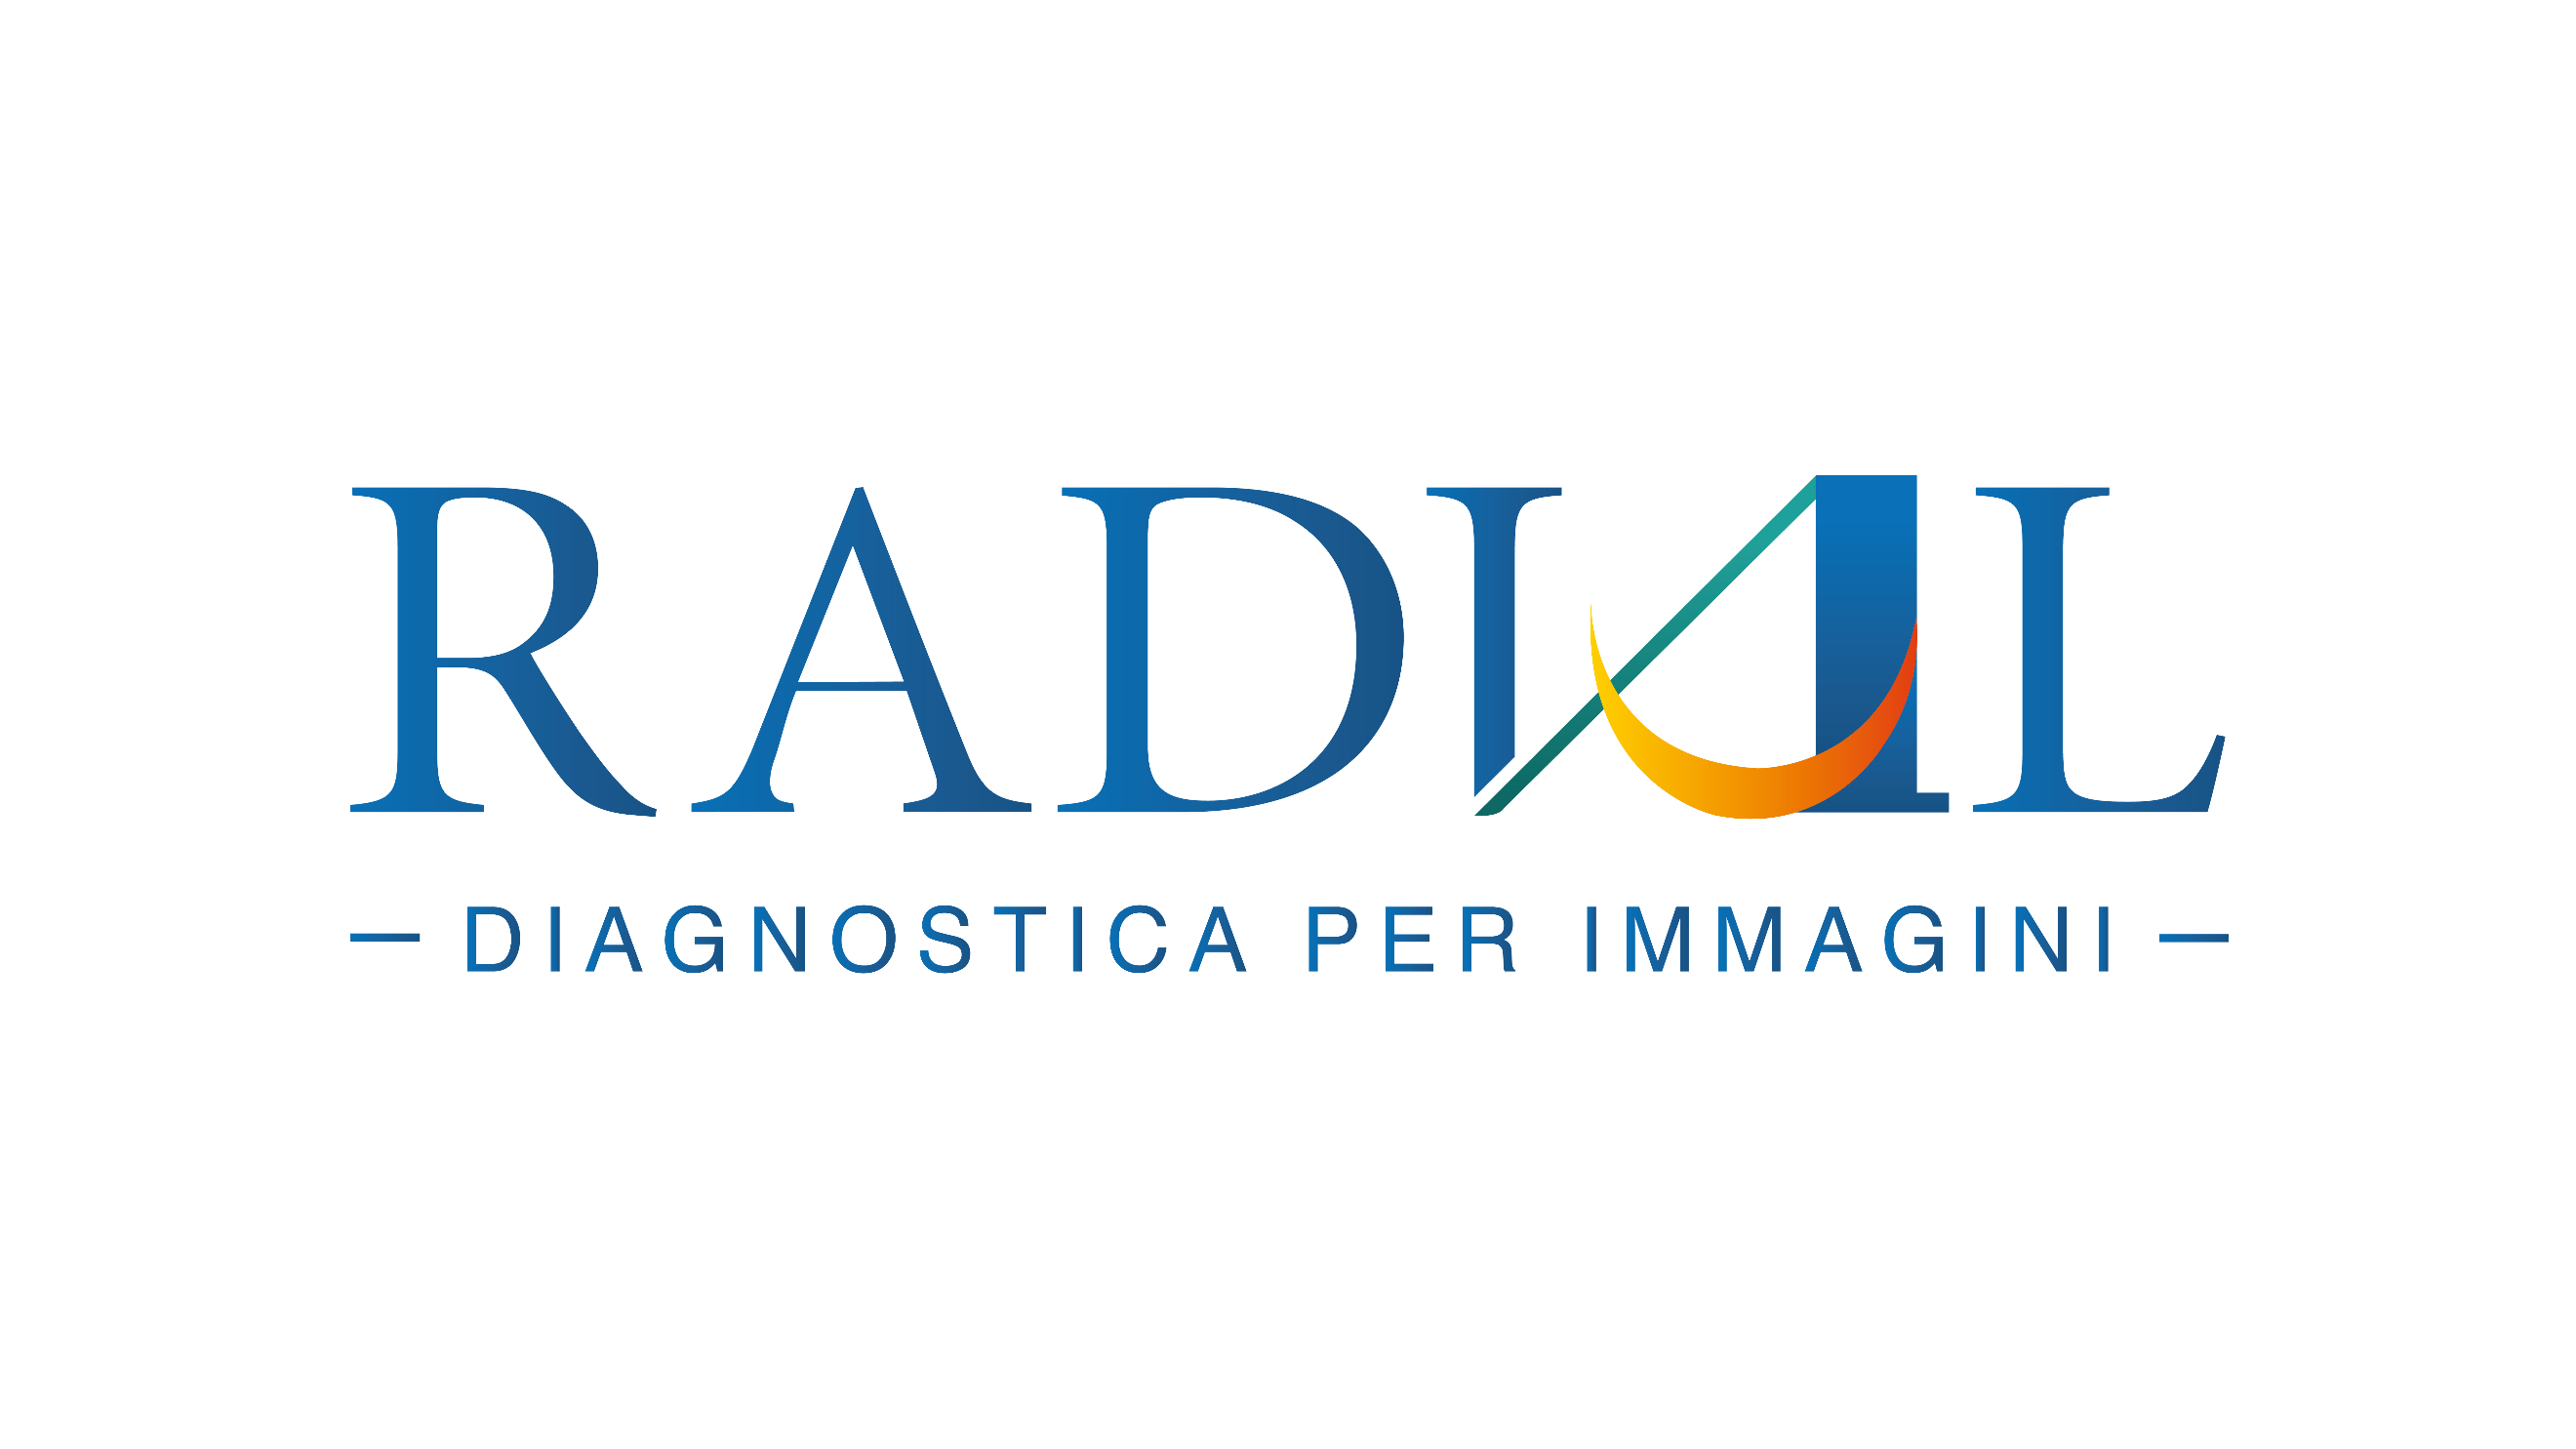 RADIAL
— DIAGNOSTICA PER IMMAGINI —